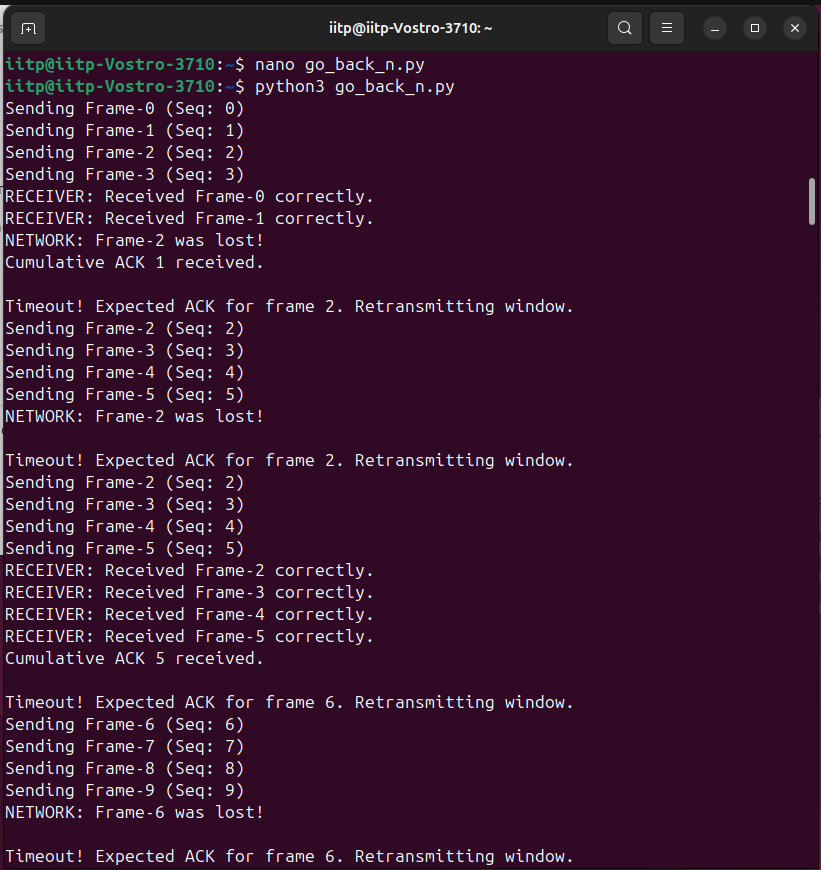 iitp@iitp-Vostro-3710: ~
iitp@iitp-Vostro-3710:~$ nano go_back_n.py
iitp@iitp-Vostro-3710:~$ python3 go_back_n.py
Sending Frame-0 (Seq: 0)
Sending Frame-1 (Seq: 1)
Sending Frame-2 (Seq: 2)
Sending Frame-3 (Seq: 3)
RECEIVER: Received Frame-0 correctly.
RECEIVER: Received Frame-1 correctly.
NETWORK: Frame-2 was lost!
Cumulative ACK 1 received.

Timeout! Expected ACK for frame 2. Retransmitting window.
Sending Frame-2 (Seq: 2)
Sending Frame-3 (Seq: 3)
Sending Frame-4 (Seq: 4)
Sending Frame-5 (Seq: 5)
NETWORK: Frame-2 was lost!

Timeout! Expected ACK for frame 2. Retransmitting window.
Sending Frame-2 (Seq: 2)
Sending Frame-3 (Seq: 3)
Sending Frame-4 (Seq: 4)
Sending Frame-5 (Seq: 5)
RECEIVER: Received Frame-2 correctly.
RECEIVER: Received Frame-3 correctly.
RECEIVER: Received Frame-4 correctly.
RECEIVER: Received Frame-5 correctly.
Cumulative ACK 5 received.

Timeout! Expected ACK for frame 6. Retransmitting window.
Sending Frame-6 (Seq: 6)
Sending Frame-7 (Seq: 7)
Sending Frame-8 (Seq: 8)
Sending Frame-9 (Seq: 9)
NETWORK: Frame-6 was lost!

Timeout! Expected ACK for frame 6. Retransmitting window.